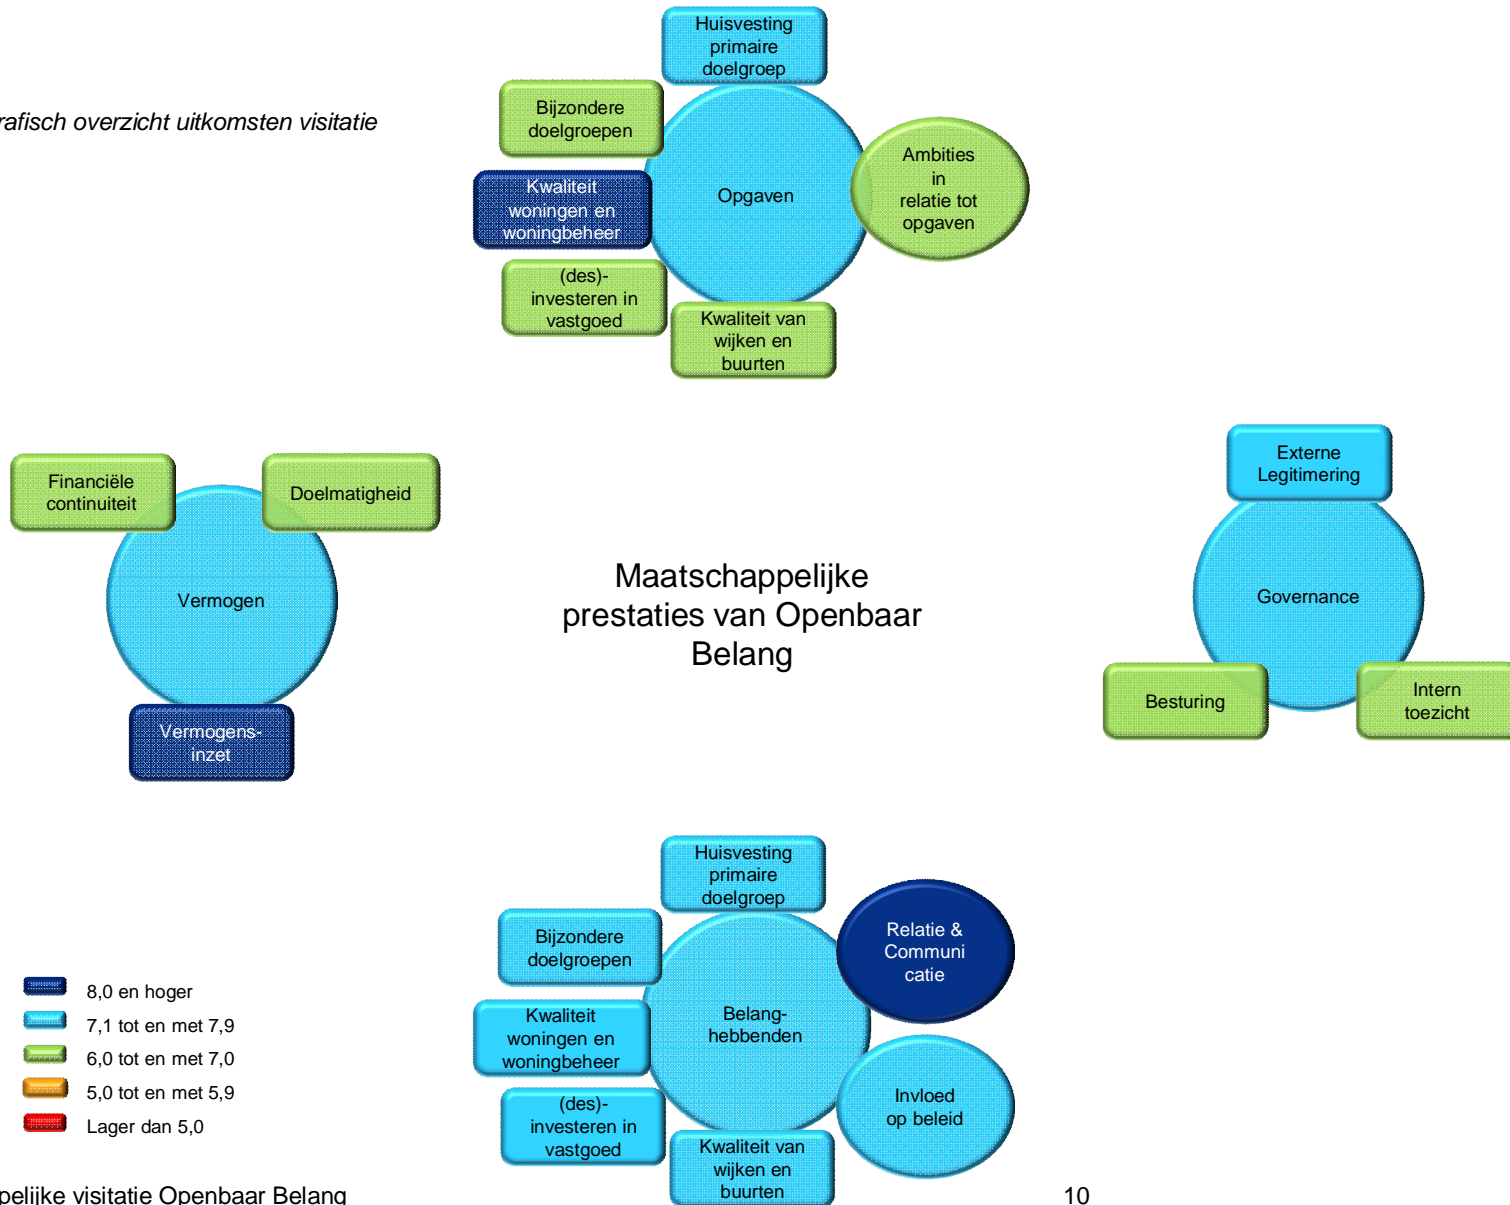 rafisch overzicht uitkomsten visitatie
Huisvesting
primaire
doelgroep
Bijzondere
doelgroepen
Kwaliteit
woningen en
woningbeheer
(des)-
investeren in
vastgoed
Kwaliteit van
wijken en
buurten
Opgaven
Ambities
in
relatie tot
opgaven
Financiële
continuiteit
Doelmatigheid
Vermogen
Vermogens-
inzet
Maatschappelijke
prestaties van Openbaar
Belang
Externe
Legitimering
Governance
Besturing
Intern
toezicht
Huisvesting
primaire
doelgroep
Bijzondere
doelgroepen
Kwaliteit
woningen en
woningbeheer
(des)-
investeren in
vastgoed
Kwaliteit van
wijken en
buurten
Belang-
hebbenden
Relatie &
Communi
catie
Invloed
op beleid
8,0 en hoger
7,1 tot en met 7,9
6,0 tot en met 7,0
5,0 tot en met 5,9
Lager dan 5,0
pelijke visitatie Openbaar Belang
10